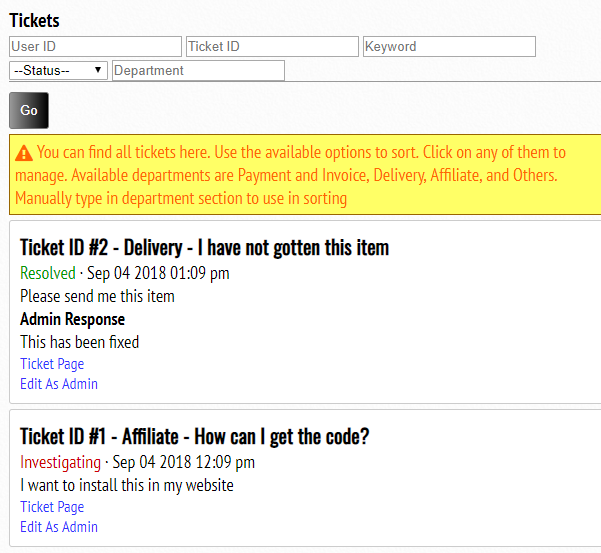 Tickets
User ID Ticket ID Keyword
--Status-- Department
Go
You can find all tickets here. Use the available options to sort. Click on any of them to
manage. Available departments are Payment and Invoice, Delivery, Affiliate, and Others.
Manually type in department section to use in sorting
Ticket ID #2 - Delivery - I have not gotten this item
Resolved · Sep 04 2018 01:09 pm
Please send me this item
Admin Response
This has been fixed
Ticket Page
Edit As Admin
Ticket ID #1 - Affiliate - How can I get the code?
Investigating · Sep 04 2018 12:09 pm
I want to install this in my website
Ticket Page
Edit As Admin